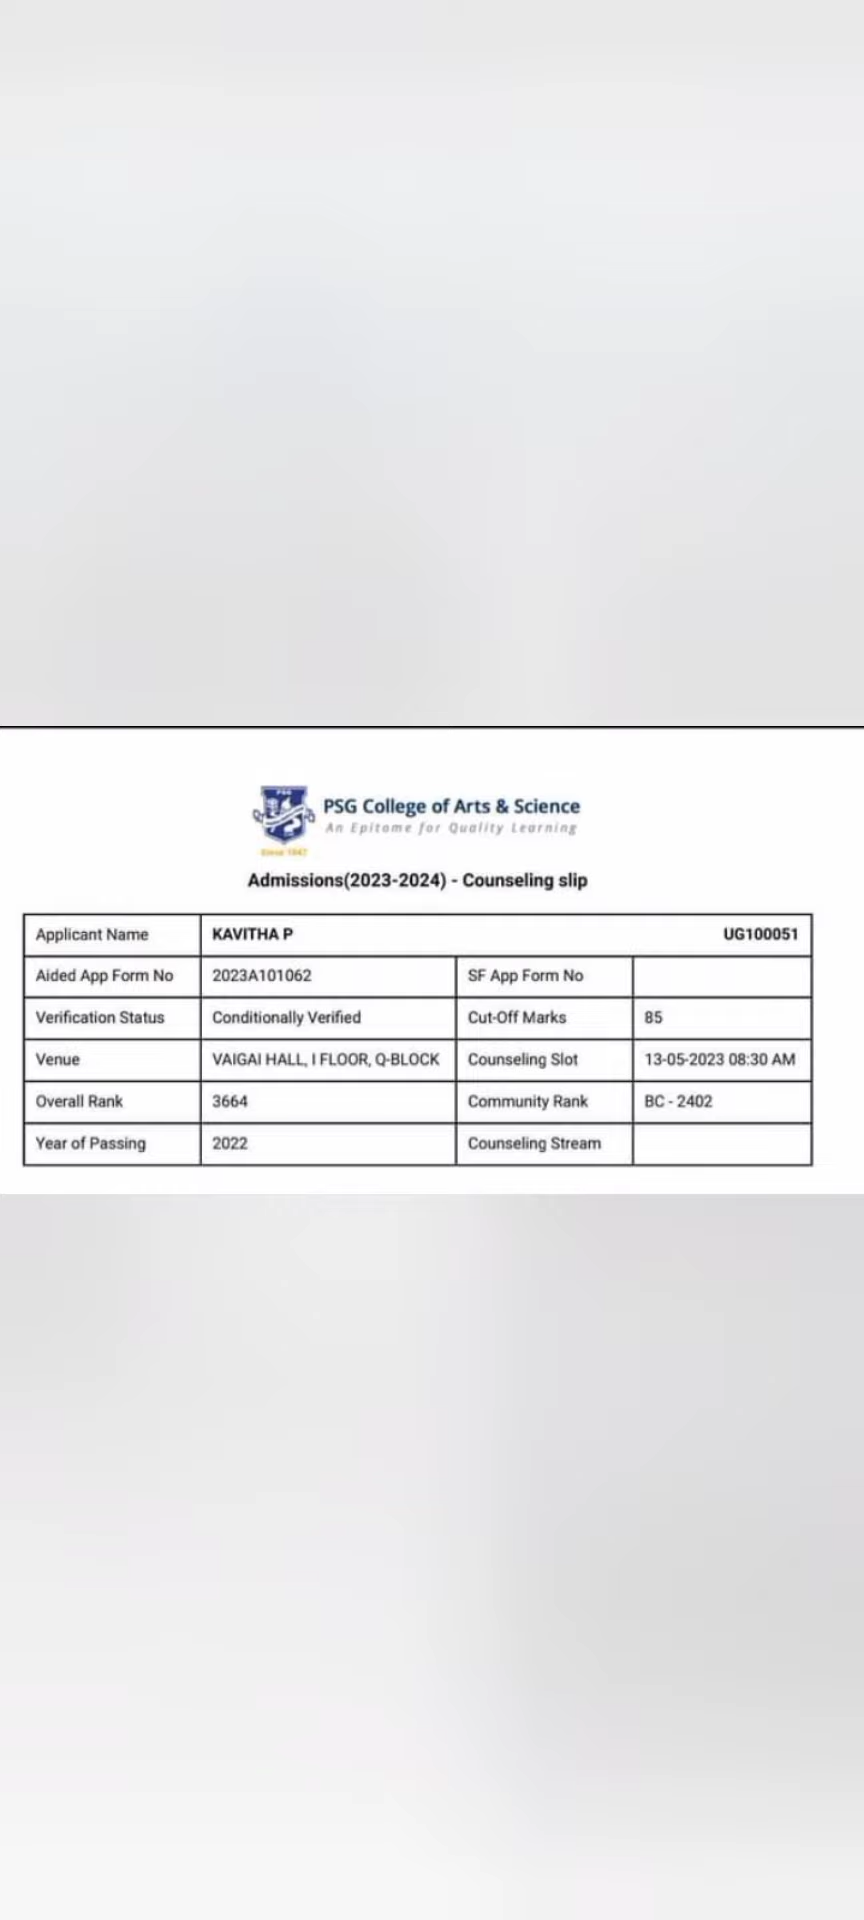 PSG
PSG College of Arts & Science
An Epitome for Quality Learning
Since 1947
Admissions(2023-2024) - Counseling slip
Applicant Name KAVITHA P UG100051
Aided App Form No 2023A101062 SF App Form No
Verification Status Conditionally Verified Cut-Off Marks 85
Venue VAIGAI HALL, I FLOOR, Q-BLOCK Counseling Slot 13-05-2023 08:30 AM
Overall Rank 3664 Community Rank BC - 2402
Year of Passing 2022 Counseling Stream